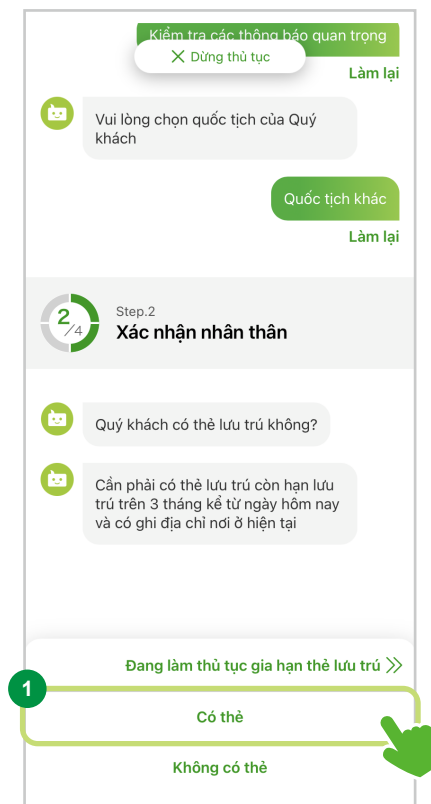 Kiểm tra các thông báo quan trọng
Dừng thủ tục
Làm lại
Vui lòng chọn quốc tịch của Quý
khách
Quốc tịch khác
Làm lại
2/4
Step.2
Xác nhận nhân thân
Quý khách có thẻ lưu trú không?
Cần phải có thẻ lưu trú còn hạn lưu
trú trên 3 tháng kể từ ngày hôm nay
và có ghi địa chỉ nơi ở hiện tại
Đang làm thủ tục gia hạn thẻ lưu trú
1
Có thẻ
Không có thẻ